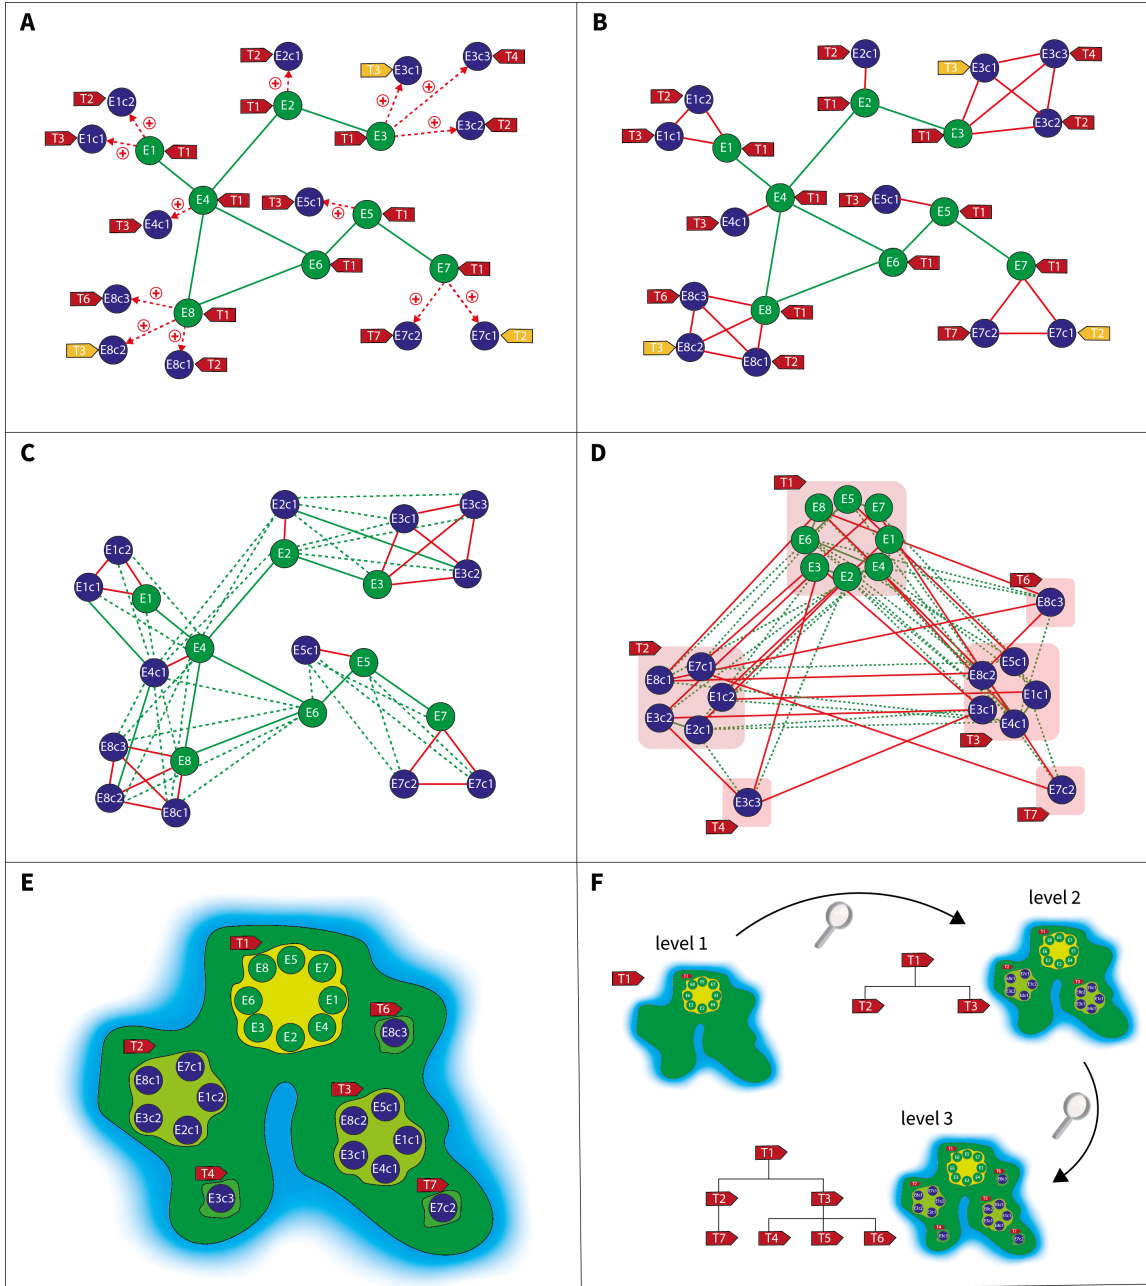 A
T2 E2c1
T3 E3c1
E3c3 T4
T2 E1c2
T1 E2
T3 E1c1
E1 T1
T1 E3
E3c2 T2
E4 T1
T3 E5c1
E5 T1
T3 E4c1
E6 T1
E7 T1
T6 E8c3
E8 T1
T3 E8c2
E8c1 T2
T7 E7c2
E7c1 T2
B
T2 E2c1
T3 E3c1
E3c3 T4
T2 E1c2
T1 E2
T3 E1c1
E1 T1
T1 E3
E3c2 T2
E4 T1
T3 E5c1
E5 T1
T3 E4c1
E6 T1
E7 T1
T6 E8c3
E8 T1
T3 E8c2
E8c1 T2
T7 E7c2
E7c1 T2
C
E2c1
E3c3
E3c1
E1c2
E2
E3c2
E1c1
E1
E3
E4
E5c1
E5
E4c1
E6
E7
E8c3
E8
E8c2
E8c1
E7c2
E7c1
D
T1
E8 E5 E7
E6 E1
E3 E2 E4
T6
E8c3
T2
E7c1
E8c1
E1c2
E3c2
E2c1
E5c1
E8c2
E1c1
E3c1
E4c1
T3
E3c3
T4
E7c2
T7
E
T1
E8 E5 E7
E6 E1
E3 E2 E4
T6
E8c3
T2
E7c1
E8c1
E1c2
E3c2
E2c1
T3
E5c1
E8c2
E1c1
E3c1
E4c1
T4
E3c3
T7
E7c2
F
level 1
level 2
T1
T1
T2 T3
level 3
T1
T2 T3
T7 T4 T5 T6